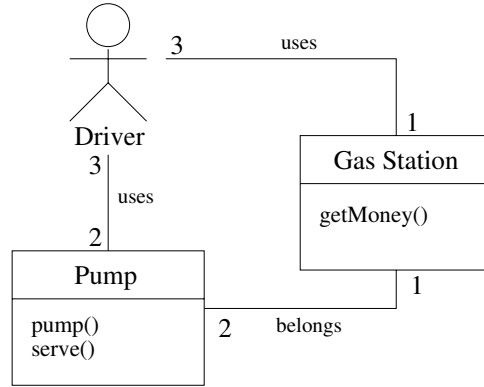 3
uses
1
Driver
3
Gas Station
getMoney()
uses
2
Pump
1
2
belongs
pump()
serve()